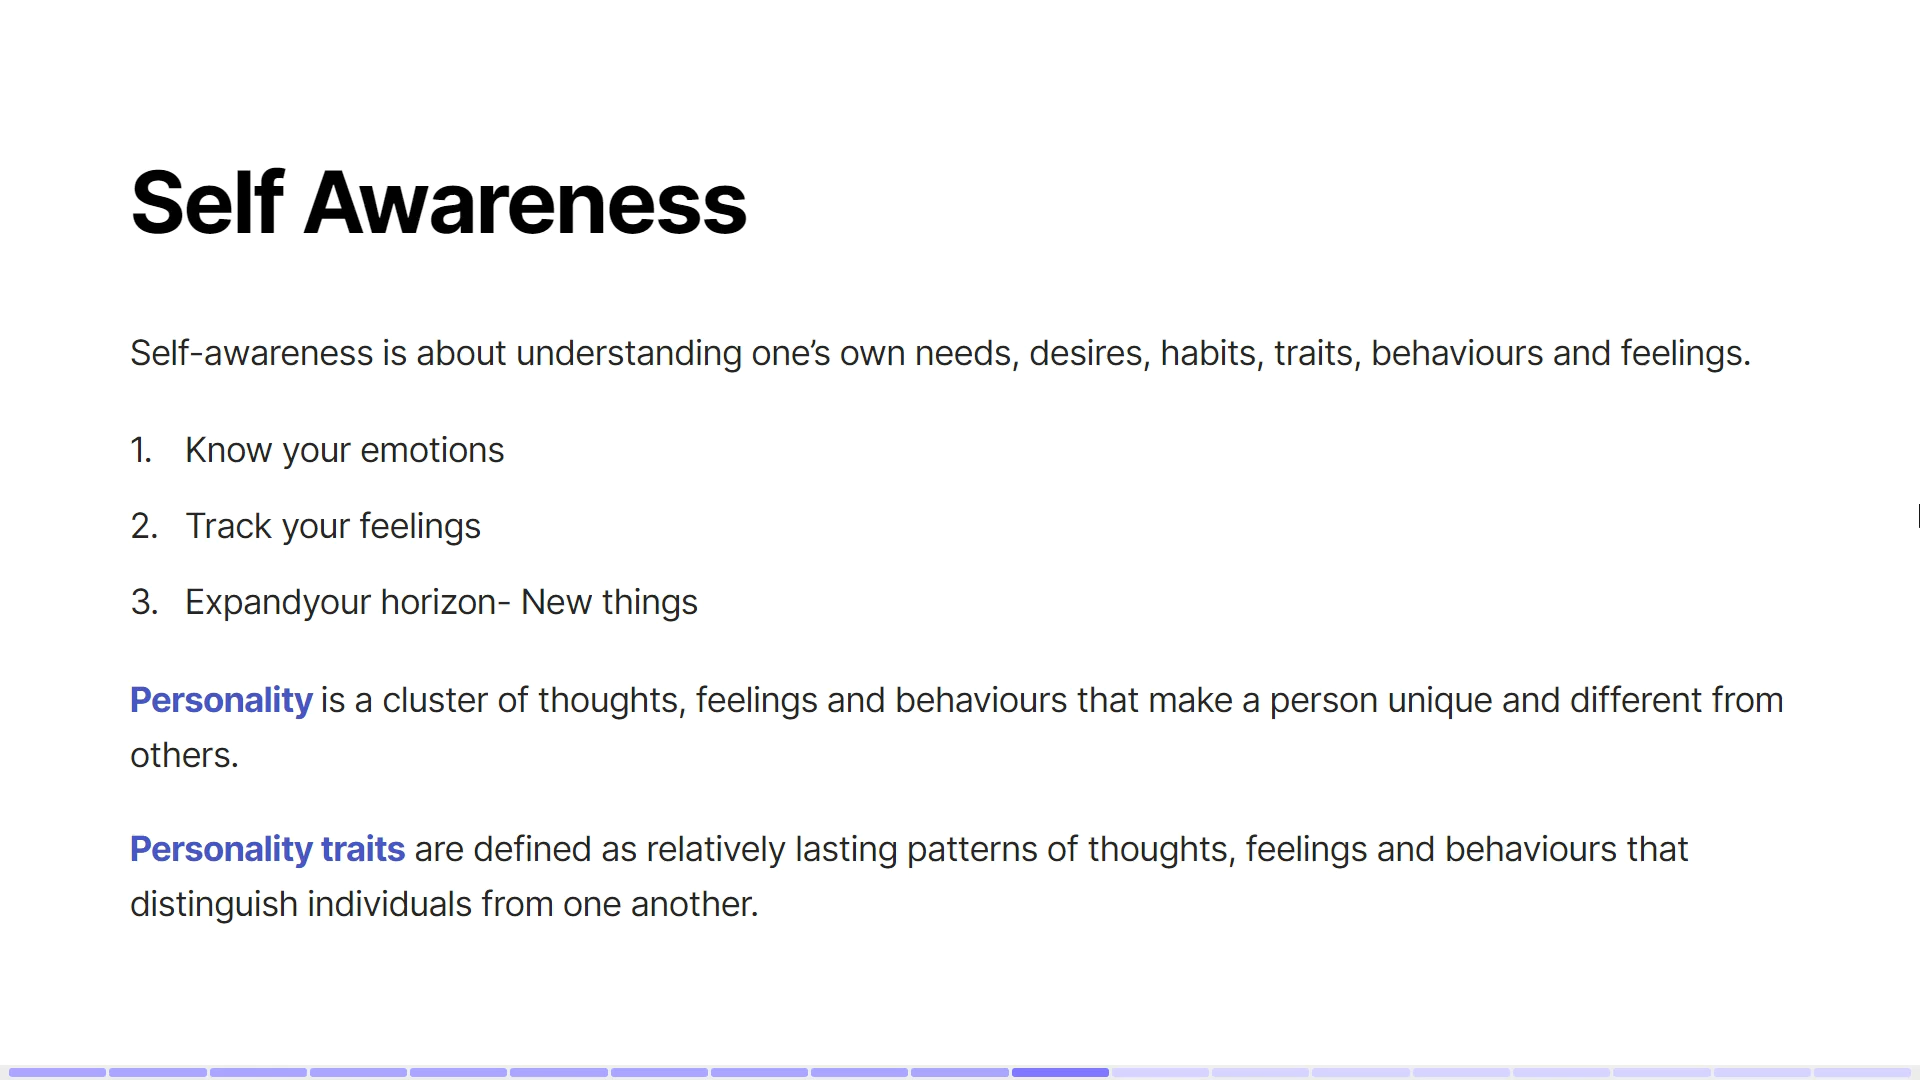 Self Awareness
Self-awareness is about understanding one’s own needs, desires, habits, traits, behaviours and feelings.
1. Know your emotions
2. Track your feelings
3. Expandyour horizon- New things
Personality is a cluster of thoughts, feelings and behaviours that make a person unique and different from
others.
Personality traits are defined as relatively lasting patterns of thoughts, feelings and behaviours that
distinguish individuals from one another.